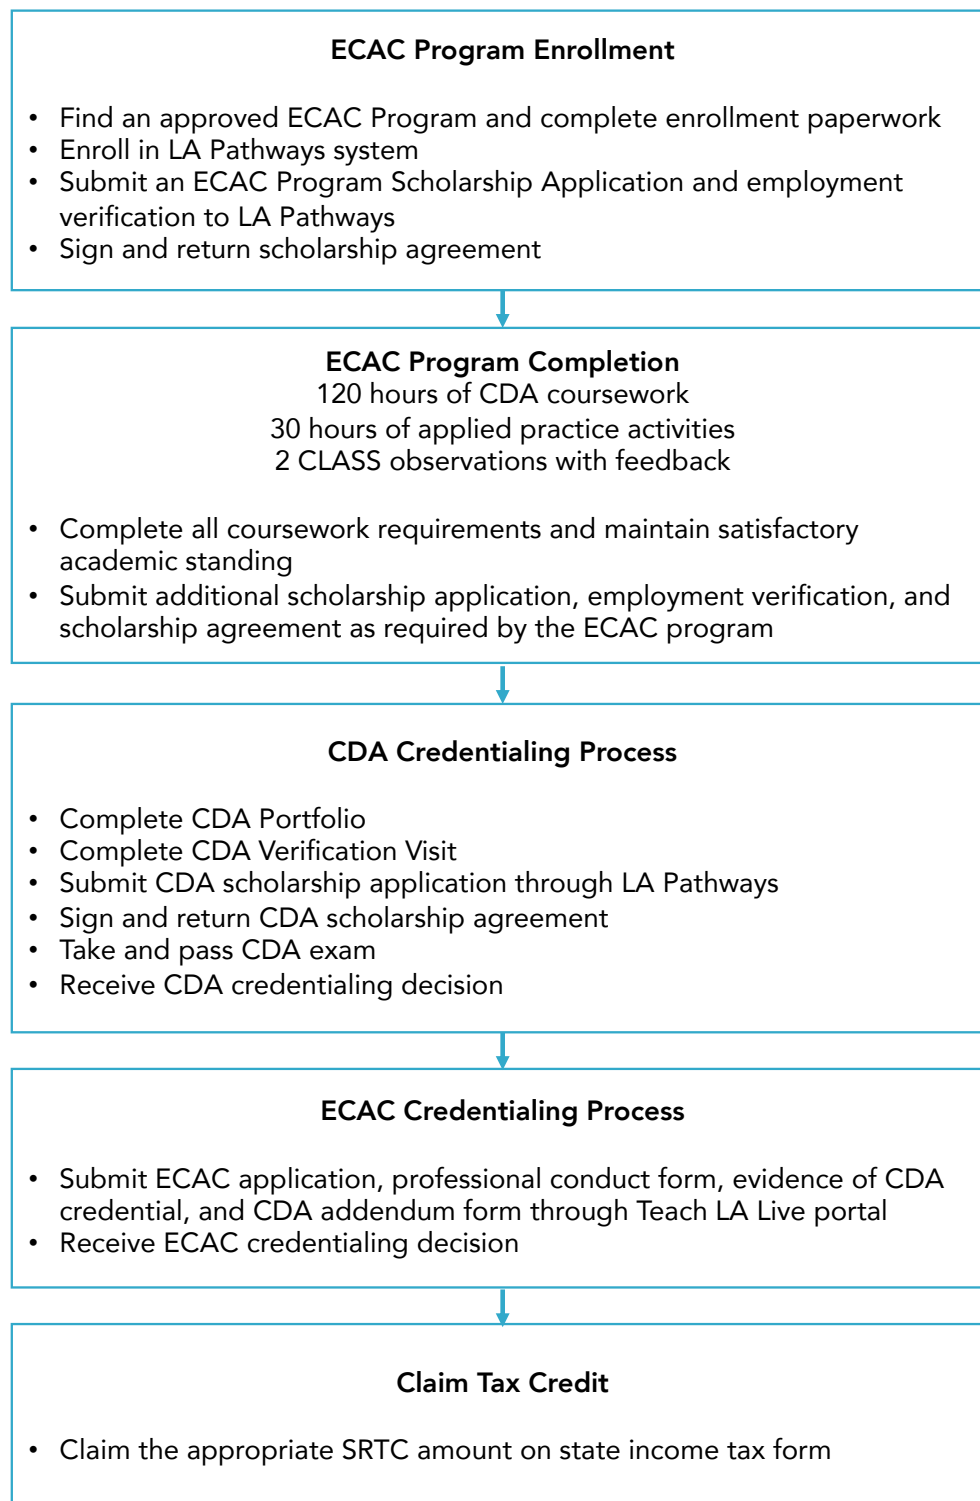 ECAC Program Enrollment
• Find an approved ECAC Program and complete enrollment paperwork
• Enroll in LA Pathways system
• Submit an ECAC Program Scholarship Application and employment
verification to LA Pathways
• Sign and return scholarship agreement
ECAC Program Completion
120 hours of CDA coursework
30 hours of applied practice activities
2 CLASS observations with feedback
• Complete all coursework requirements and maintain satisfactory
academic standing
• Submit additional scholarship application, employment verification, and
scholarship agreement as required by the ECAC program
CDA Credentialing Process
• Complete CDA Portfolio
• Complete CDA Verification Visit
• Submit CDA scholarship application through LA Pathways
• Sign and return CDA scholarship agreement
• Take and pass CDA exam
• Receive CDA credentialing decision
ECAC Credentialing Process
• Submit ECAC application, professional conduct form, evidence of CDA
credential, and CDA addendum form through Teach LA Live portal
• Receive ECAC credentialing decision
Claim Tax Credit
• Claim the appropriate SRTC amount on state income tax form